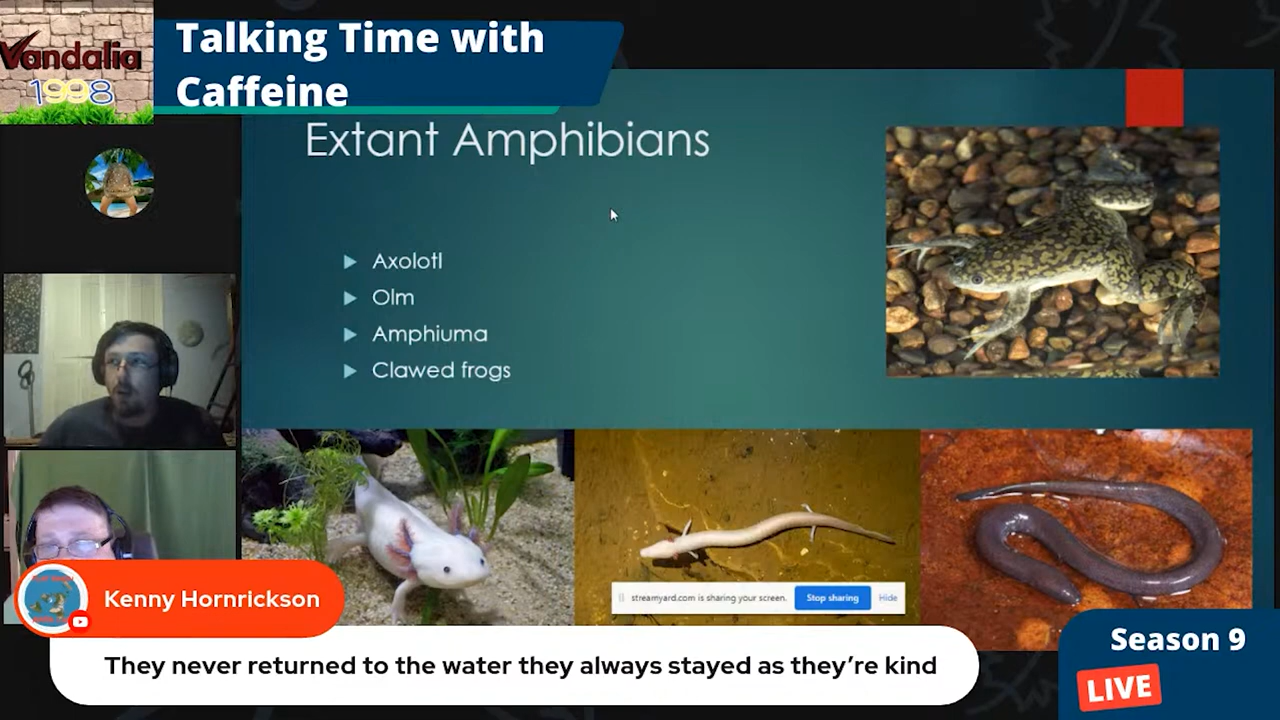 Vandalia
1998
Talking Time with
Caffeine
Extant Amphibians
Axolotl
Olm
Amphiuma
Clawed frogs
streamyard.com is sharing your screen.
Stop sharing
Hide
Kenny Hornrickson
They never returned to the water they always stayed as they’re kind
Season 9
LIVE